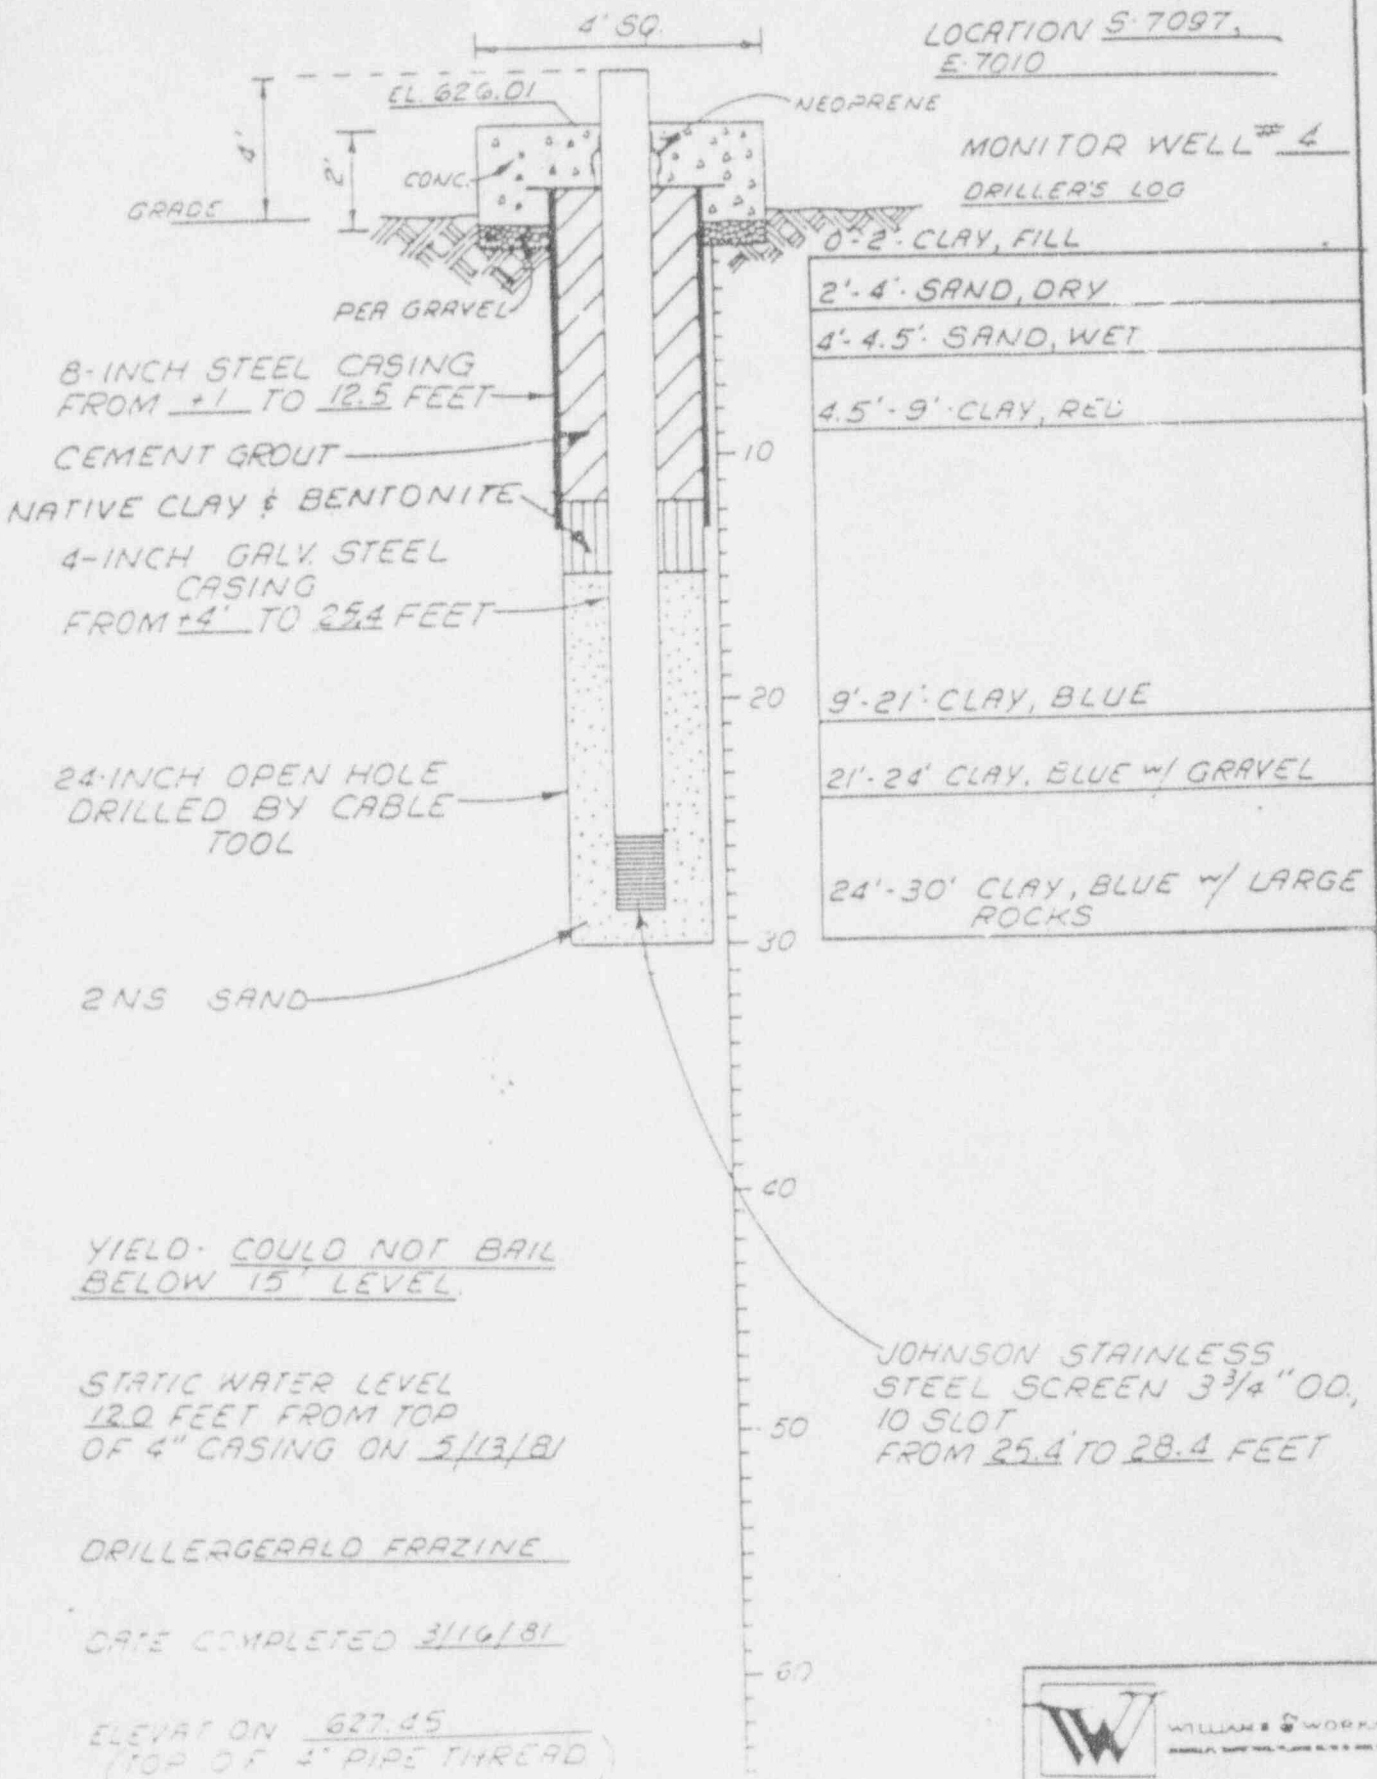 4' SQ.
LOCATION S-7097,
E-7010
EL. 626.01
NEOPRENE
4'
2'
MONITOR WELL # 4
CONC.
DRILLER'S LOG
GRADE
0-2' CLAY, FILL
2'-4' SAND, DRY
PEA GRAVEL
4'-4.5' SAND, WET
8-INCH STEEL CASING
FROM +1 TO 12.5 FEET
4.5'-9' CLAY, RED
CEMENT GROUT
10
NATIVE CLAY & BENTONITE
4-INCH GALV. STEEL
CASING
FROM +4' TO 25.4 FEET
20
9'-21' CLAY, BLUE
24-INCH OPEN HOLE
DRILLED BY CABLE
TOOL
21'-24' CLAY, BLUE W/ GRAVEL
24'-30' CLAY, BLUE W/ LARGE
ROCKS
30
2NS SAND
40
YIELD- COULD NOT BAIL
BELOW 15' LEVEL.
STATIC WATER LEVEL
12.0 FEET FROM TOP
OF 4" CASING ON 5/13/81
JOHNSON STAINLESS
STEEL SCREEN 3 3/4" OD.,
10 SLOT
FROM 25.4' TO 28.4 FEET
50
DRILLER GERALD FRAZINE
DATE COMPLETED 3/16/81
60
ELEVATION 627.45
(TOP OF 4" PIPE THREAD)
WILLIAMS & WORKS